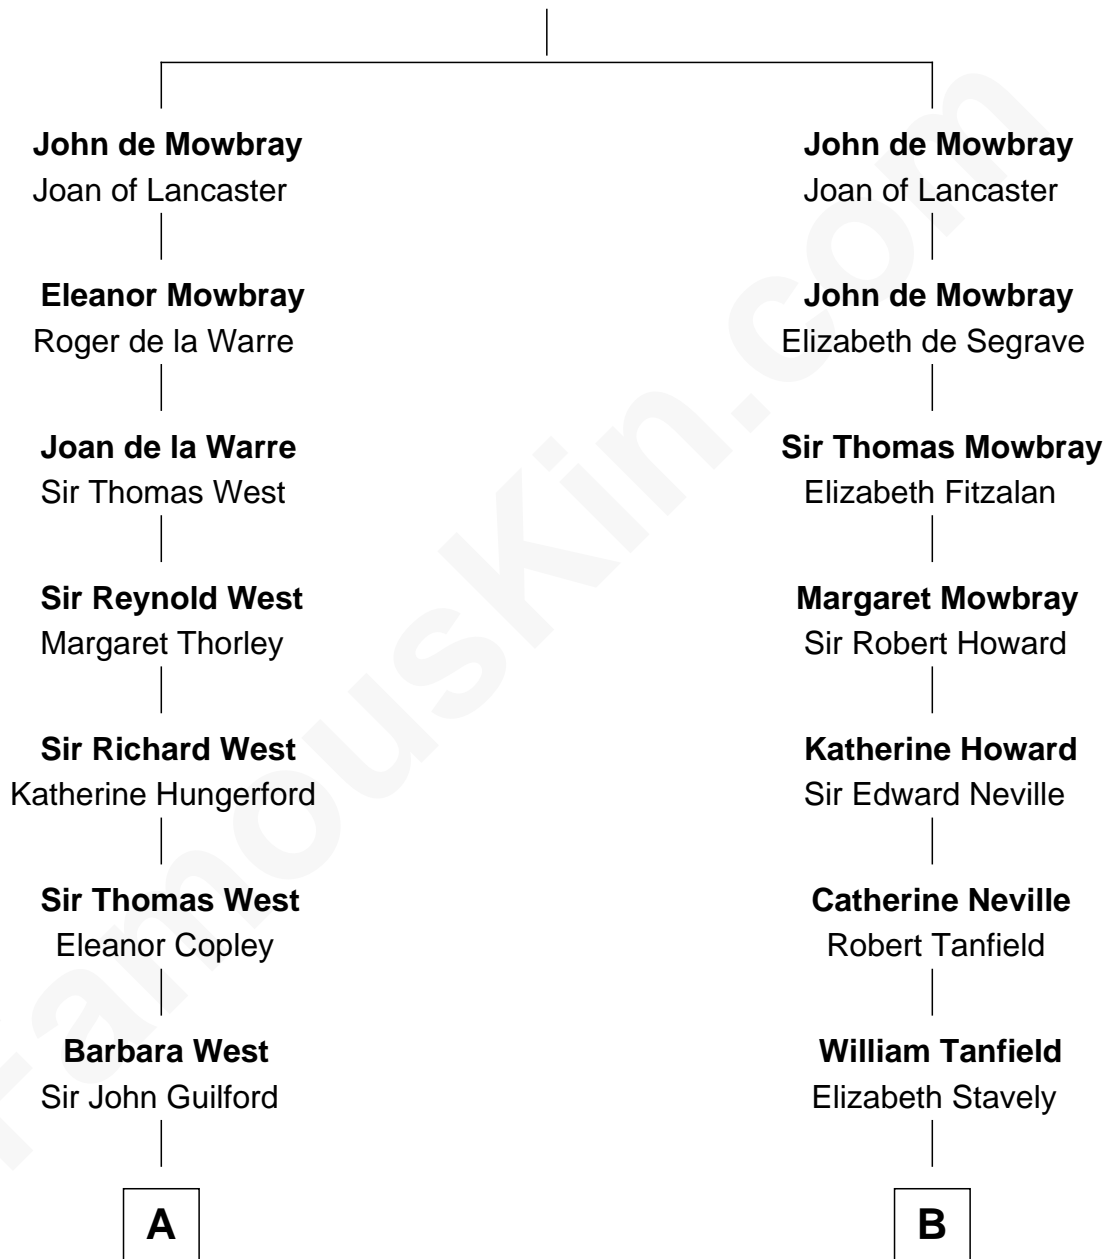 John de Mowbray
Joan of Lancaster
Eleanor Mowbray
Roger de la Warre
Joan de la Warre
Sir Thomas West
Sir Reynold West
Margaret Thorley
Sir Richard West
Katherine Hungerford
Sir Thomas West
Eleanor Copley
Barbara West
Sir John Guilford
A
John de Mowbray
Joan of Lancaster
John de Mowbray
Elizabeth de Segrave
Sir Thomas Mowbray
Elizabeth Fitzalan
Margaret Mowbray
Sir Robert Howard
Katherine Howard
Sir Edward Neville
Catherine Neville
Robert Tanfield
William Tanfield
Elizabeth Stavely
B
FamousKin.com